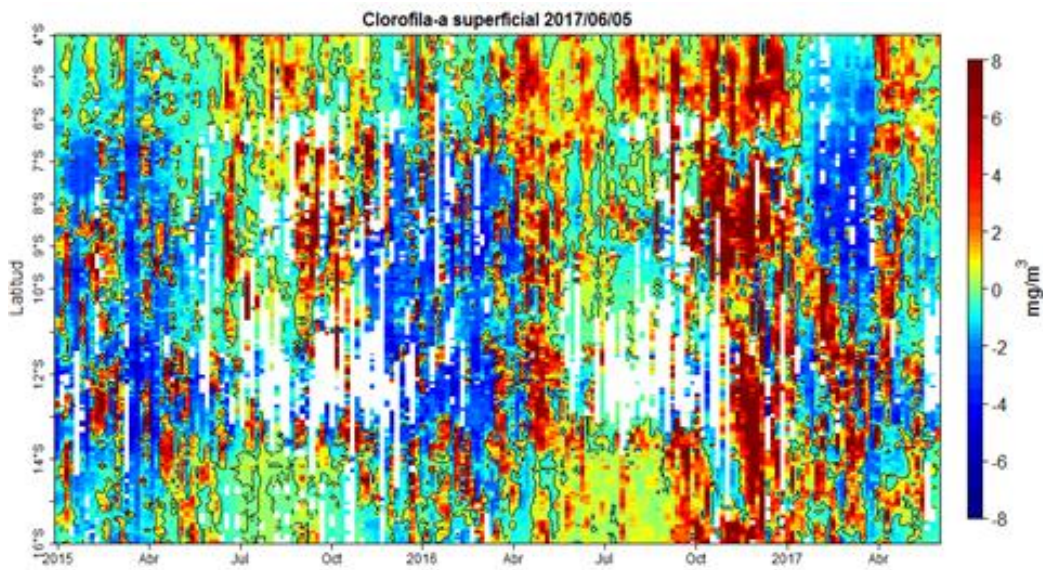 Clorofila-a superficial 2017/06/05
4°S
5°S
6°S
7°S
8°S
9°S
10°S
12°S
14°S
16°S
Latitud
2015
Abr
Jul
Oct
2016
Abr
Jul
Oct
2017
Abr
8
6
4
2
0
-2
-4
-6
-8
mg/m³